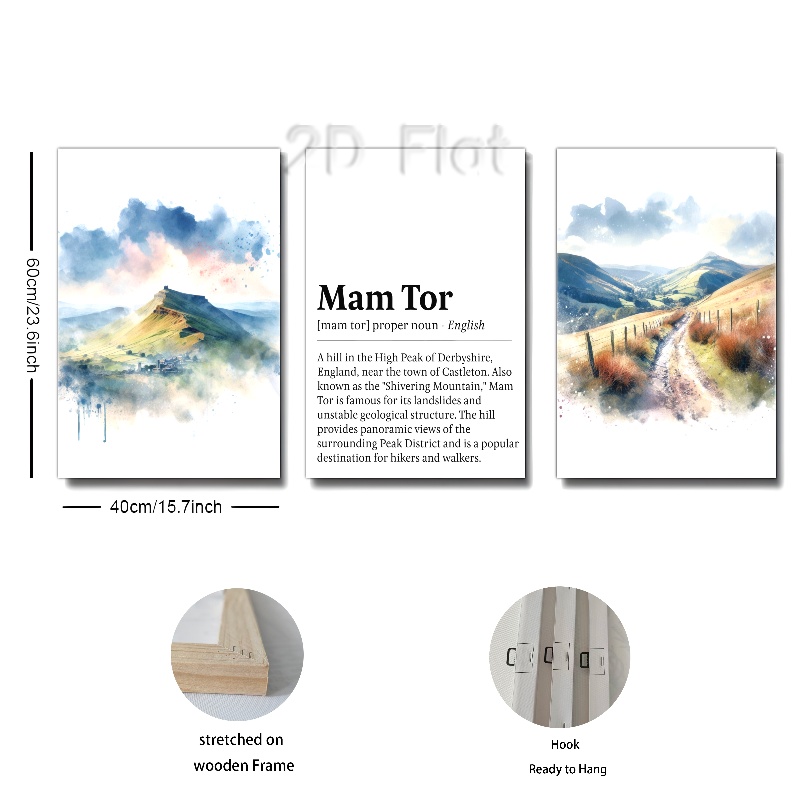 2D Flat
60cm/23.6inch
Mam Tor
[mam tor] proper noun · English
A hill in the High Peak of Derbyshire,
England, near the town of Castleton. Also
known as the "Shivering Mountain," Mam
Tor is famous for its landslides and
unstable geological structure. The hill
provides panoramic views of the
surrounding Peak District and is a popular
destination for hikers and walkers.
40cm/15.7inch
stretched on
wooden Frame
Hook
Ready to Hang